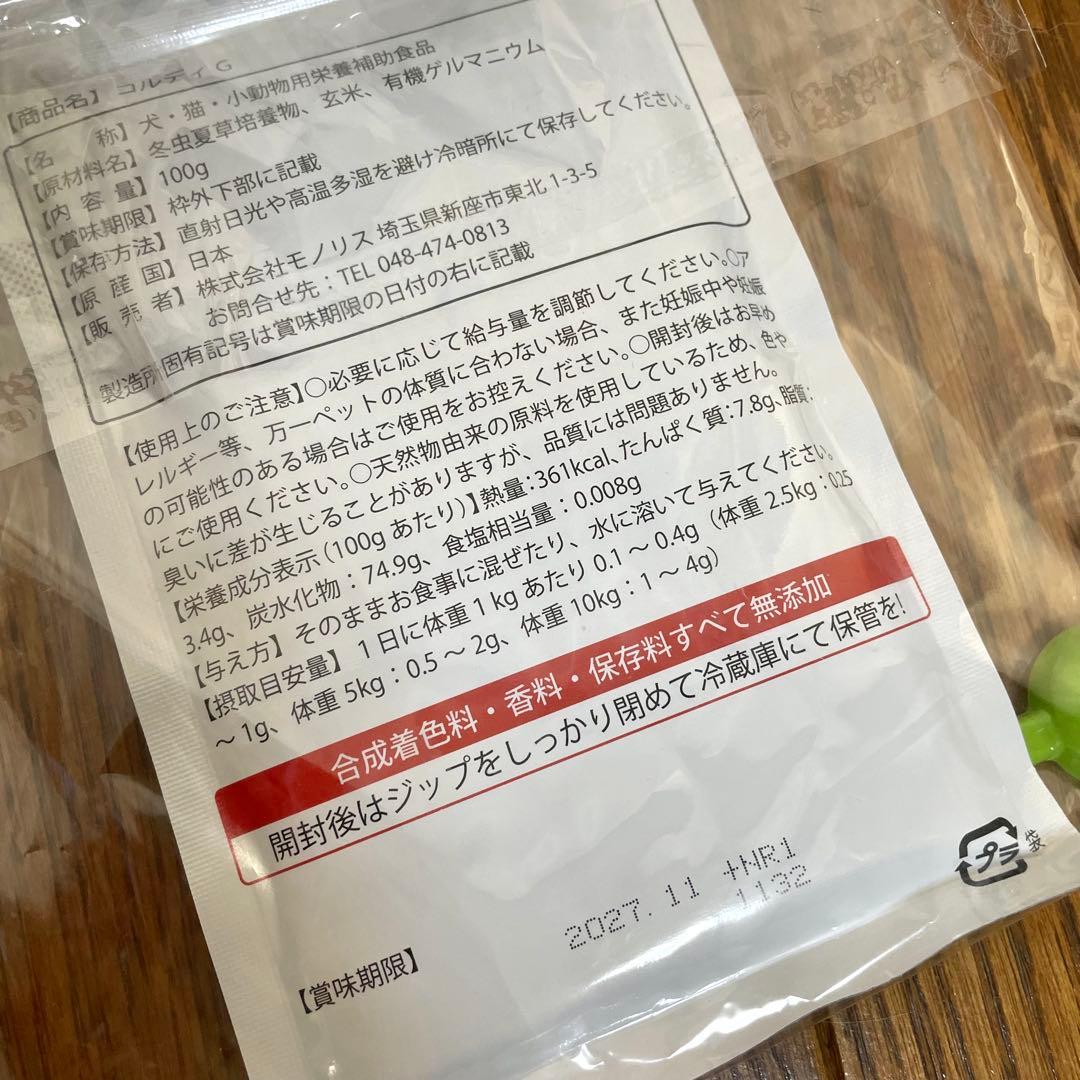 【商品名】コルディG
【名 称】犬・猫・小動物用栄養補助食品
【原材料名】冬虫夏草培養物、玄米、有機ゲルマニウム
【内 容 量】100g
【賞味期限】枠外下部に記載
【保存方法】直射日光や高温多湿を避け冷暗所にて保存してください。
【原 産 国】日本
【販 売 者】株式会社モノリス 埼玉県新座市東北 1-3-5
お問合せ先：TEL 048-474-0813
製造所固有記号は賞味期限の日付の右に記載
【使用上のご注意】○必要に応じて給与量を調節してください。○ア
レルギー等、万一ペットの体質に合わない場合、また妊娠中や妊娠
の可能性のある場合はご使用をお控えください。○開封後はお早め
にご使用ください。○天然物由来の原料を使用しているため、色や
臭いに差が生じることがありますが、品質には問題ありません。
【栄養成分表示（100g あたり）】熱量：361kcal、たんぱく質：7.8g、脂質：
3.4g、炭水化物：74.9g、食塩相当量：0.008g
【与え方】そのままお食事に混ぜたり、水に溶いて与えてください。
【摂取目安量】1日に体重 1 kg あたり 0.1 ～ 0.4g（体重 2.5kg：0.25
～ 1g、体重 5kg：0.5 ～ 2g、体重 10kg：1 ～ 4g）
合成着色料・香料・保存料すべて無添加
開封後はジップをしっかり閉めて冷蔵庫にて保管を!
2027.11 +NR1
1132
【賞味期限】
プラ
袋